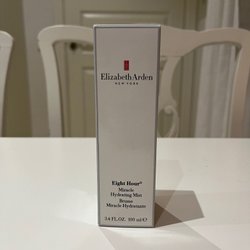 Elizabeth Arden
NEW YORK
Eight Hour®
Miracle
Hydrating Mist
Brume
Miracle Hydratante
3.4 FL.OZ. 100 ml ℮